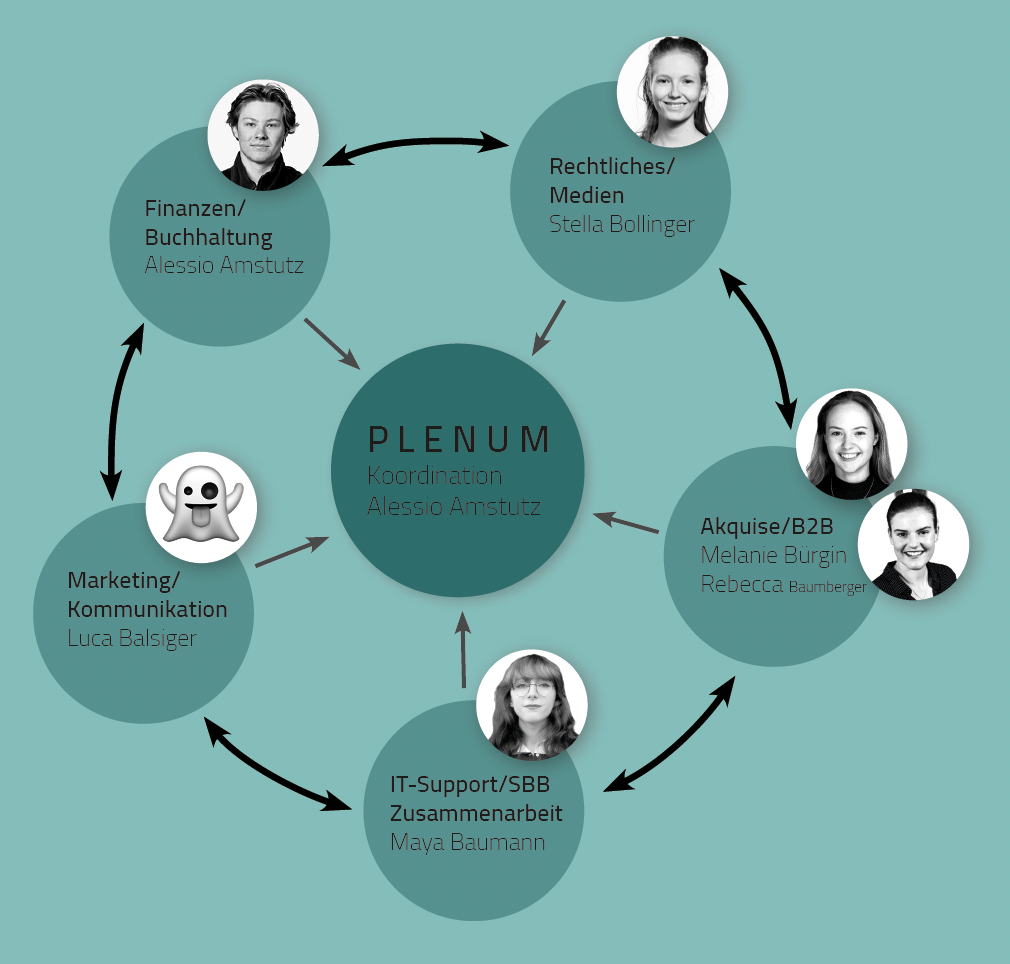 Finanzen/
Buchhaltung
Alessio Amstutz
Rechtliches/
Medien
Stella Bollinger
PLENUM
Koordination
Alessio Amstutz
Akquise/B2B
Melanie Bürgin
Rebecca Baumberger
Marketing/
Kommunikation
Luca Balsiger
IT-Support/SBB
Zusammenarbeit
Maya Baumann